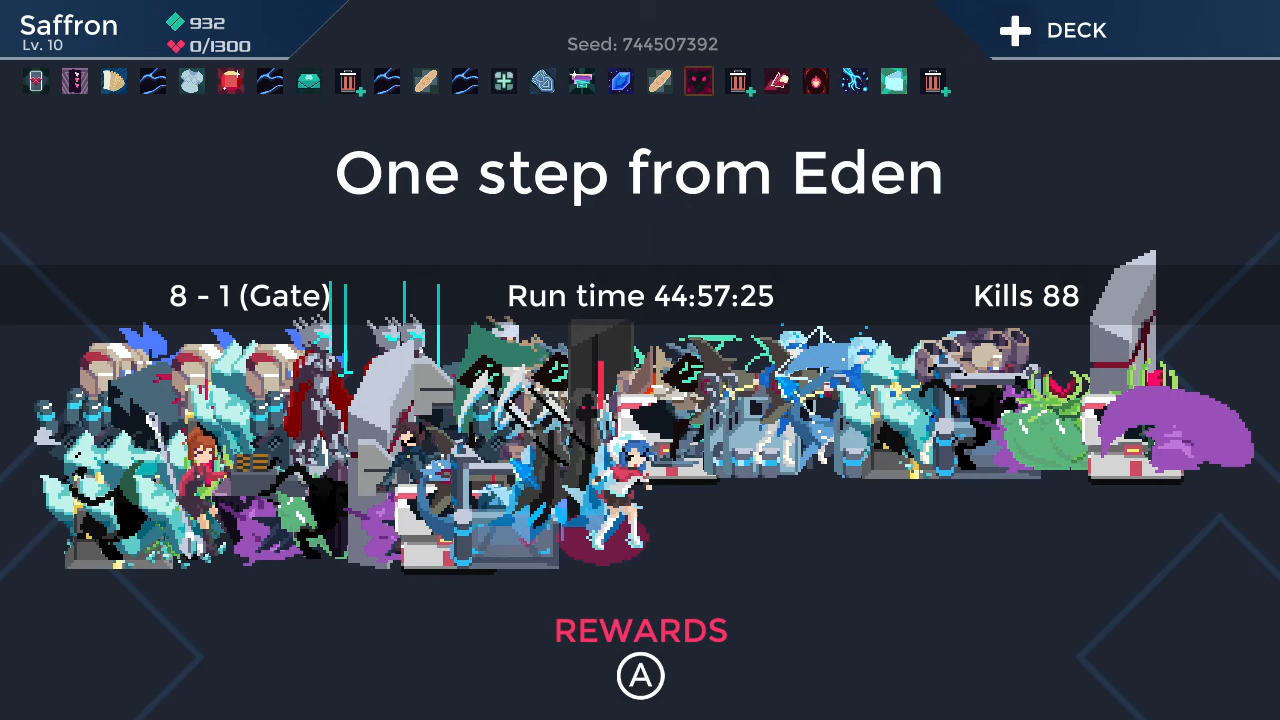 Saffron
Lv. 10
932
0/1300
Seed: 744507392
DECK
One step from Eden
8 - 1 (Gate)
Run time 44:57:25
Kills 88
REWARDS
A